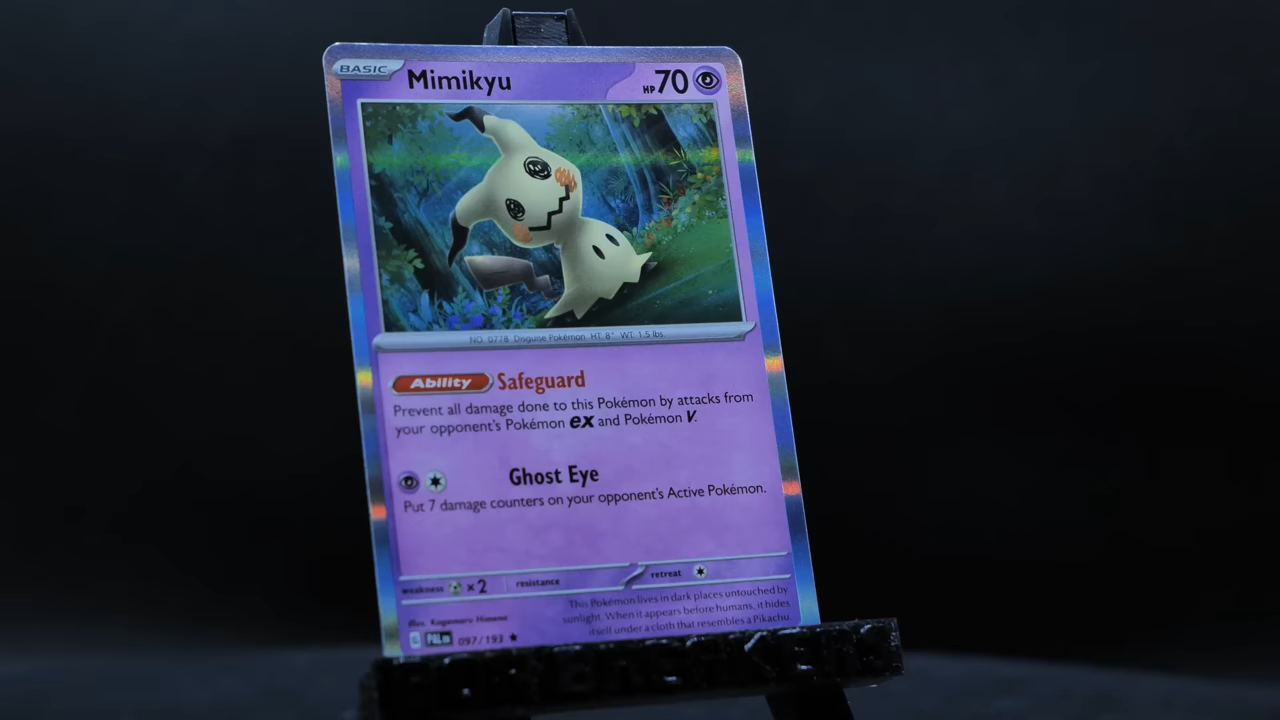 BASIC Mimikyu HP 70
NO. 0778 Disguise Pokémon HT: 8" WT: 1.5 lbs.
Ability Safeguard
Prevent all damage done to this Pokémon by attacks from
your opponent's Pokémon ex and Pokémon V.
Ghost Eye
Put 7 damage counters on your opponent's Active Pokémon.
weakness ×2 resistance retreat
This Pokémon lives in dark places untouched by
sunlight. When it appears before humans, it hides
itself under a cloth that resembles a Pikachu.
Illus. Kagemaru Himeno
G PAL EN 097/193